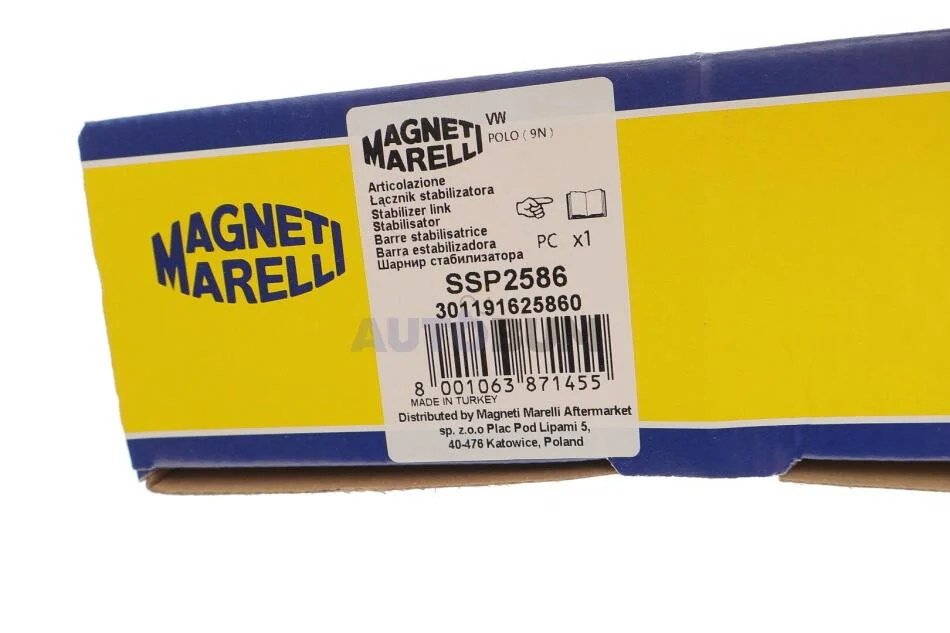 MAGNETI
MARELLI
MAGNETI
MARELLI
VW
POLO ( 9N )
Articolazione
Łącznik stabilizatora
Stabilizer link
Stabilisator
Barre stabilisatrice
Barra estabilizadora
Шарнир стабилизатора
PC x1
SSP2586
301191625860
8 001063 871455
MADE IN TURKEY
Distributed by Magneti Marelli Aftermarket
sp. z.o.o Plac Pod Lipami 5,
40-476 Katowice, Poland